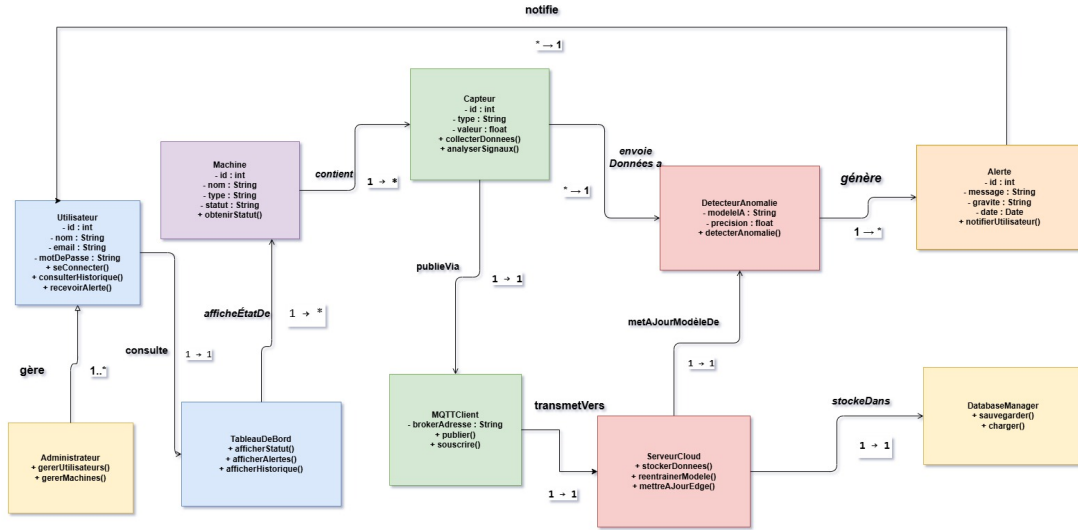 notifie
* → 1
Capteur
- id : int
- type : String
- valeur : float
+ collecterDonnees()
+ analyserSignaux()
Machine
- id : int
- nom : String
- type : String
- statut : String
+ obtenirStatut()
contient
1 → *
envoie
Données a
* → 1
Utilisateur
- id : int
- nom : String
- email : String
- motDePasse : String
+ seConnecter()
+ consulterHistorique()
+ recevoirAlerte()
DetecteurAnomalie
- modeleIA : String
- precision : float
+ detecterAnomalie()
génère
1 → *
Alerte
- id : int
- message : String
- gravite : String
- date : Date
+ notifierUtilisateur()
publieVia
1 → 1
afficheÉtatDe
1 → *
metAJourModèleDe
1 → 1
consulte
1 → 1
gère
1..*
Administrateur
+ gererUtilisateurs()
+ gererMachines()
TableauDeBord
+ afficherStatut()
+ afficherAlertes()
+ afficherHistorique()
MQTTClient
- brokerAdresse : String
+ publier()
+ souscrire()
transmetVers
1 → 1
ServeurCloud
+ stockerDonnees()
+ reentrainerModele()
+ mettreAJourEdge()
stockeDans
1 → 1
DatabaseManager
+ sauvegarder()
+ charger()